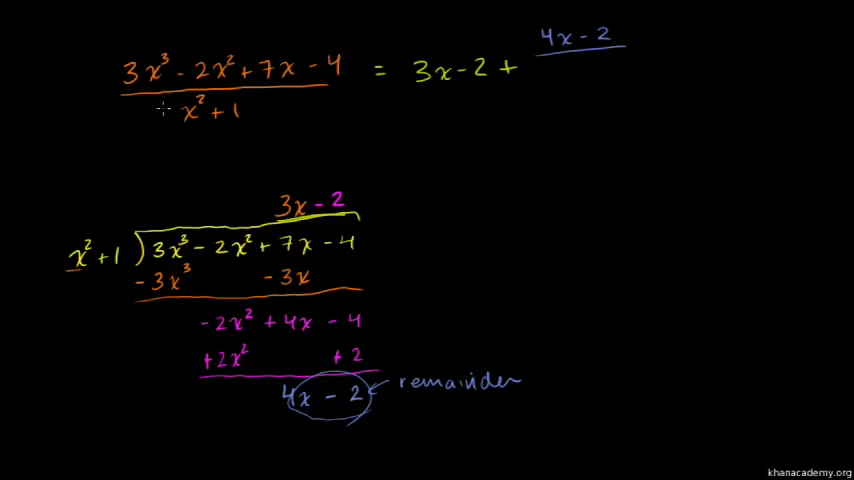 4x - 2
3x³ - 2x² + 7x - 4 = 3x - 2 +
x² + 1
3x - 2
x² + 1 ) 3x³ - 2x² + 7x - 4
- 3x³ - 3x
- 2x² + 4x - 4
+ 2x² + 2
4x - 2 ← remainder
khanacademy.org